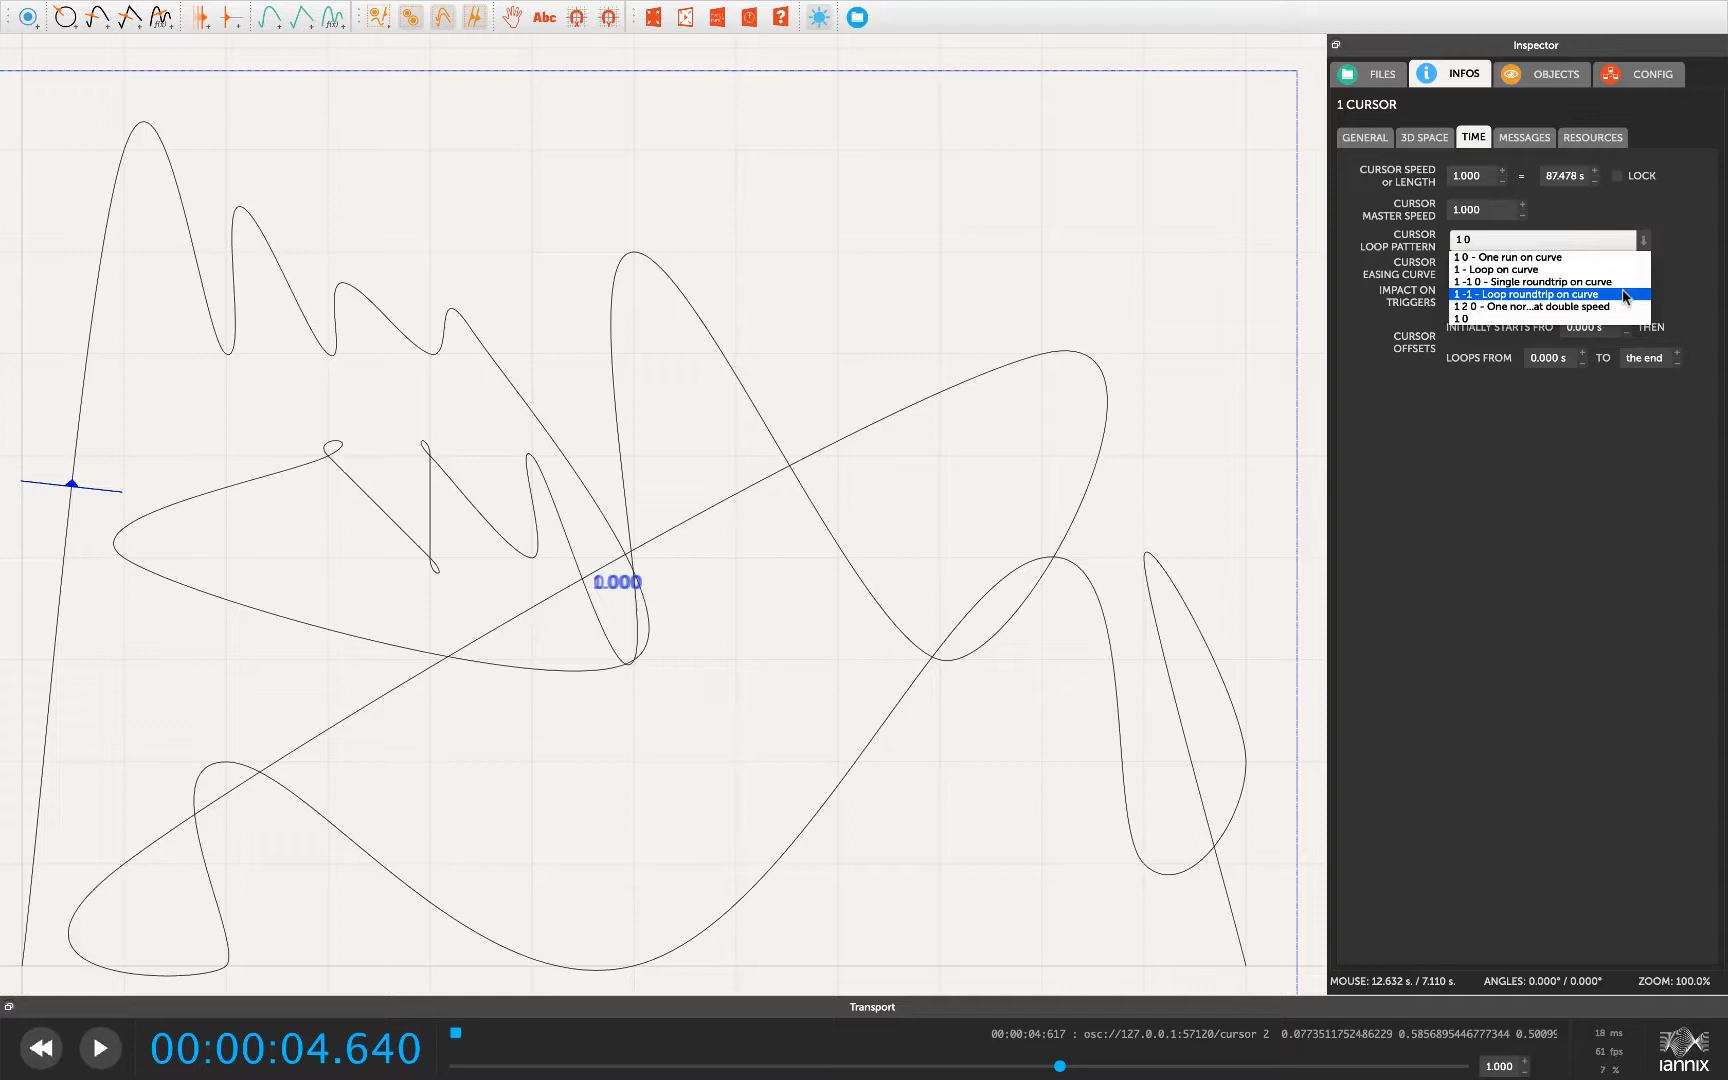 Abc
Inspector
FILES INFOS OBJECTS CONFIG
1 CURSOR
GENERAL 3D SPACE TIME MESSAGES RESOURCES
CURSOR SPEED
or LENGTH
1.000 = 87.478 s LOCK
CURSOR
MASTER SPEED
1.000
CURSOR
LOOP PATTERN
1 0
1 0 - One run on curve
1 - Loop on curve
1 -1 0 - Single roundtrip on curve
1 -1 - Loop roundtrip on curve
1 2 0 - One nor...at double speed
1 0
CURSOR
EASING CURVE
IMPACT ON
TRIGGERS
CURSOR
OFFSETS
INITIALLY STARTS FRO 0.000 s THEN
LOOPS FROM 0.000 s TO the end
MOUSE: 12.632 s. / 7.110 s. ANGLES: 0.000° / 0.000° ZOOM: 100.0%
Transport
00:00:04.640
00:00:04:617 : osc://127.0.0.1:57120/cursor 2 0.0773511752486229 0.5856895446777344 0.50099
1.000
18 ms
61 fps
7 %
iannix